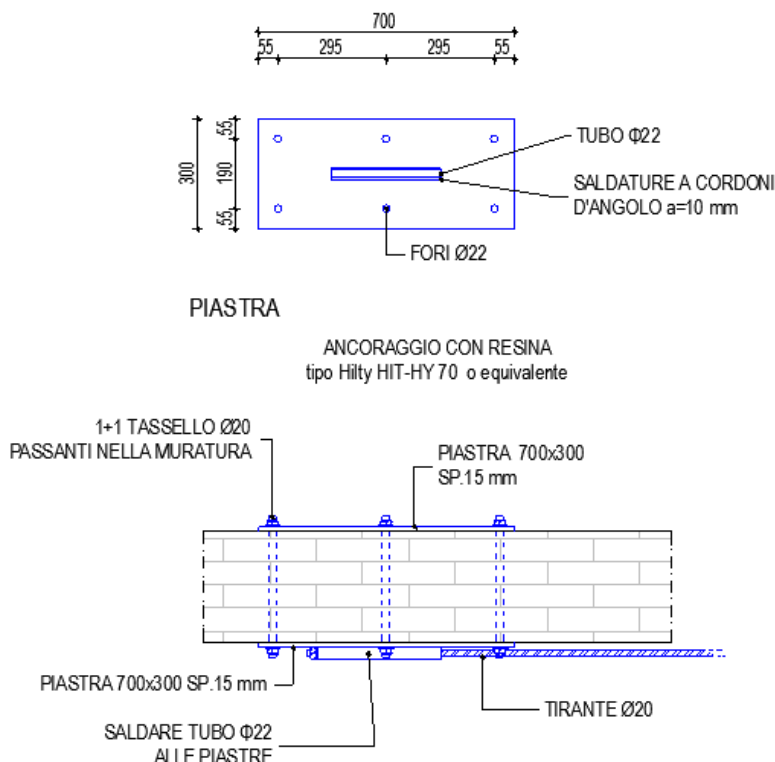 700
55 295 295 55
TUBO Φ22
SALDATURE A CORDONI
D'ANGOLO a=10 mm
300
55
190
55
FORI Ø22
PIASTRA
ANCORAGGIO CON RESINA
tipo Hilty HIT-HY 70 o equivalente
1+1 TASSELLO Ø20
PASSANTI NELLA MURATURA
PIASTRA 700x300
SP.15 mm
PIASTRA 700x300 SP.15 mm
TIRANTE Ø20
SALDARE TUBO Φ22
ALLE PIASTRE